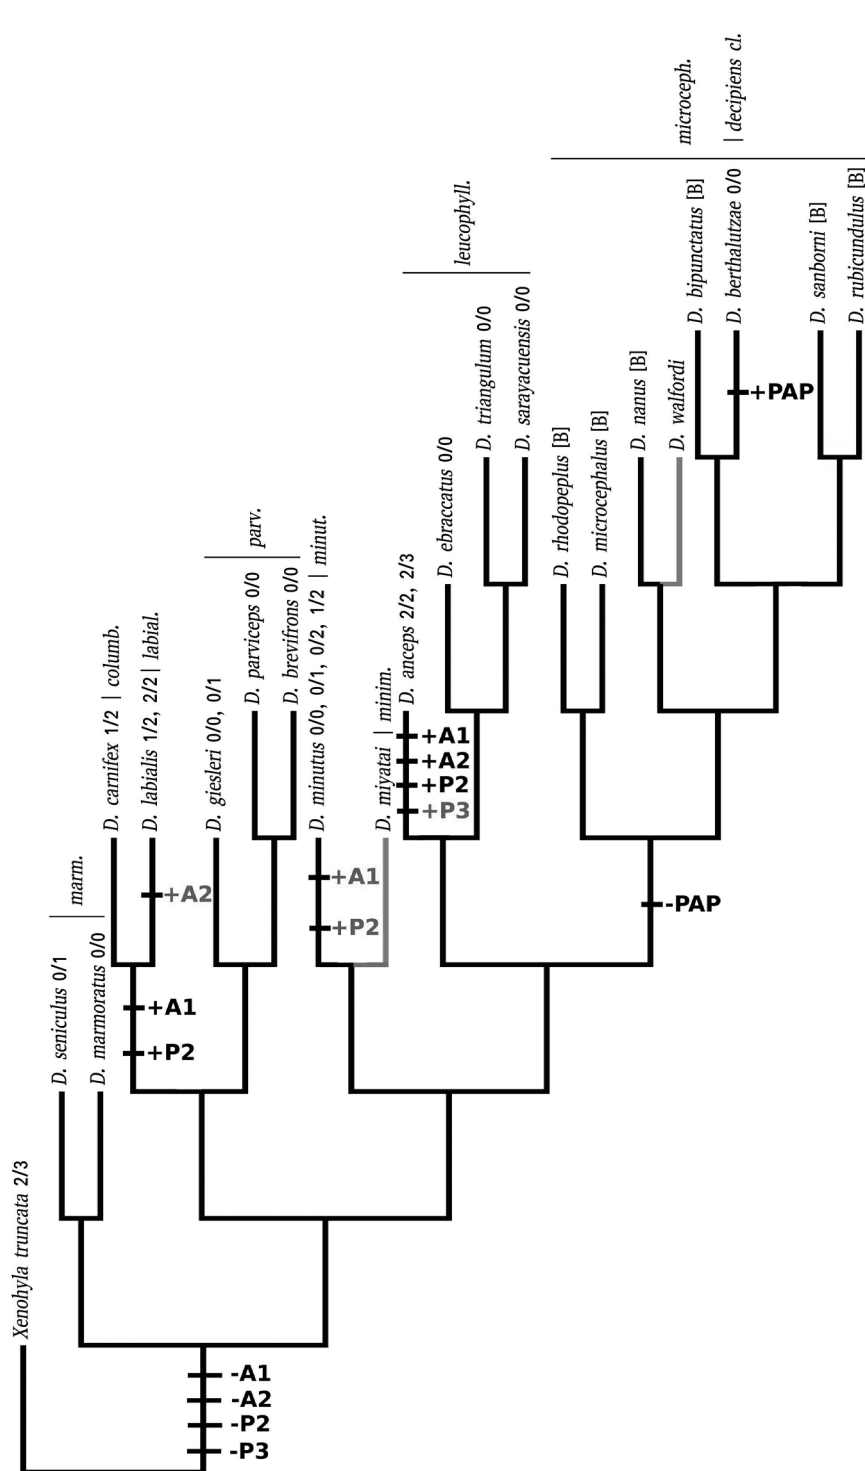 Xenohyla truncata 2/3
D. seniculus 0/1
D. marmoratus 0/0
marm.
D. carnifex 1/2 | columb.
D. labialis 1/2, 2/2 | labial.
D. giesleri 0/0, 0/1
D. parviceps 0/0
D. brevifrons 0/0
parv.
D. minutus 0/0, 0/1, 0/2, 1/2 | minut.
D. miyatai | minim.
D. anceps 2/2, 2/3
D. ebraccatus 0/0
D. triangulum 0/0
D. sarayacuensis 0/0
leucophyll.
D. rhodopeplus [B]
D. microcephalus [B]
D. nanus [B]
D. walfordi
D. bipunctatus [B]
D. berthalutzae 0/0
D. sanborni [B]
D. rubicundulus [B]
microceph.
| decipiens cl.
+PAP
-PAP
+A1
+A2
+P2
+P3
+A1
+P2
+A2
+A1
+P2
-A1
-A2
-P2
-P3